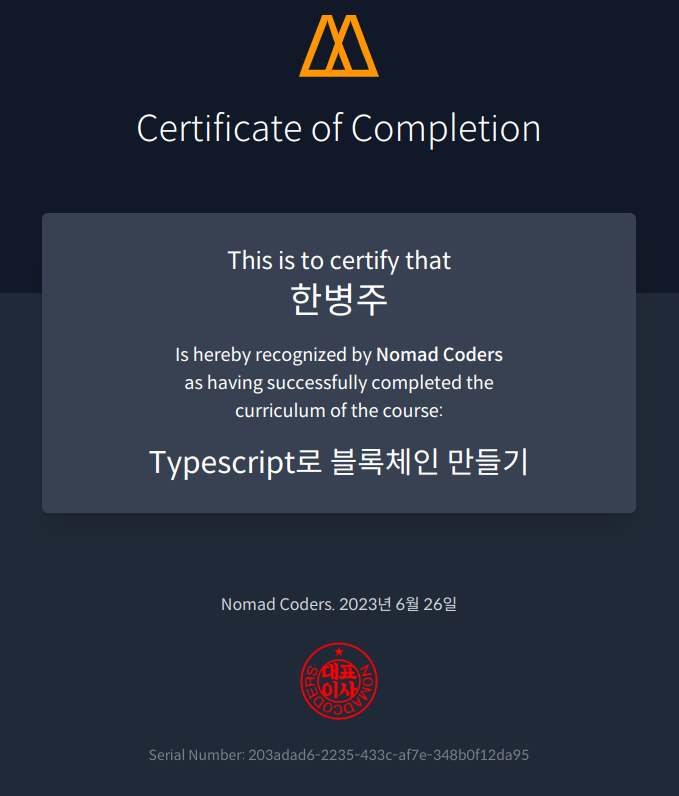 Certificate of Completion
This is to certify that
한병주
Is hereby recognized by Nomad Coders
as having successfully completed the
curriculum of the course:
Typescript로 블록체인 만들기
Nomad Coders. 2023년 6월 26일
대표
이사
NOMADCODERS
Serial Number: 203adad6-2235-433c-af7e-348b0f12da95